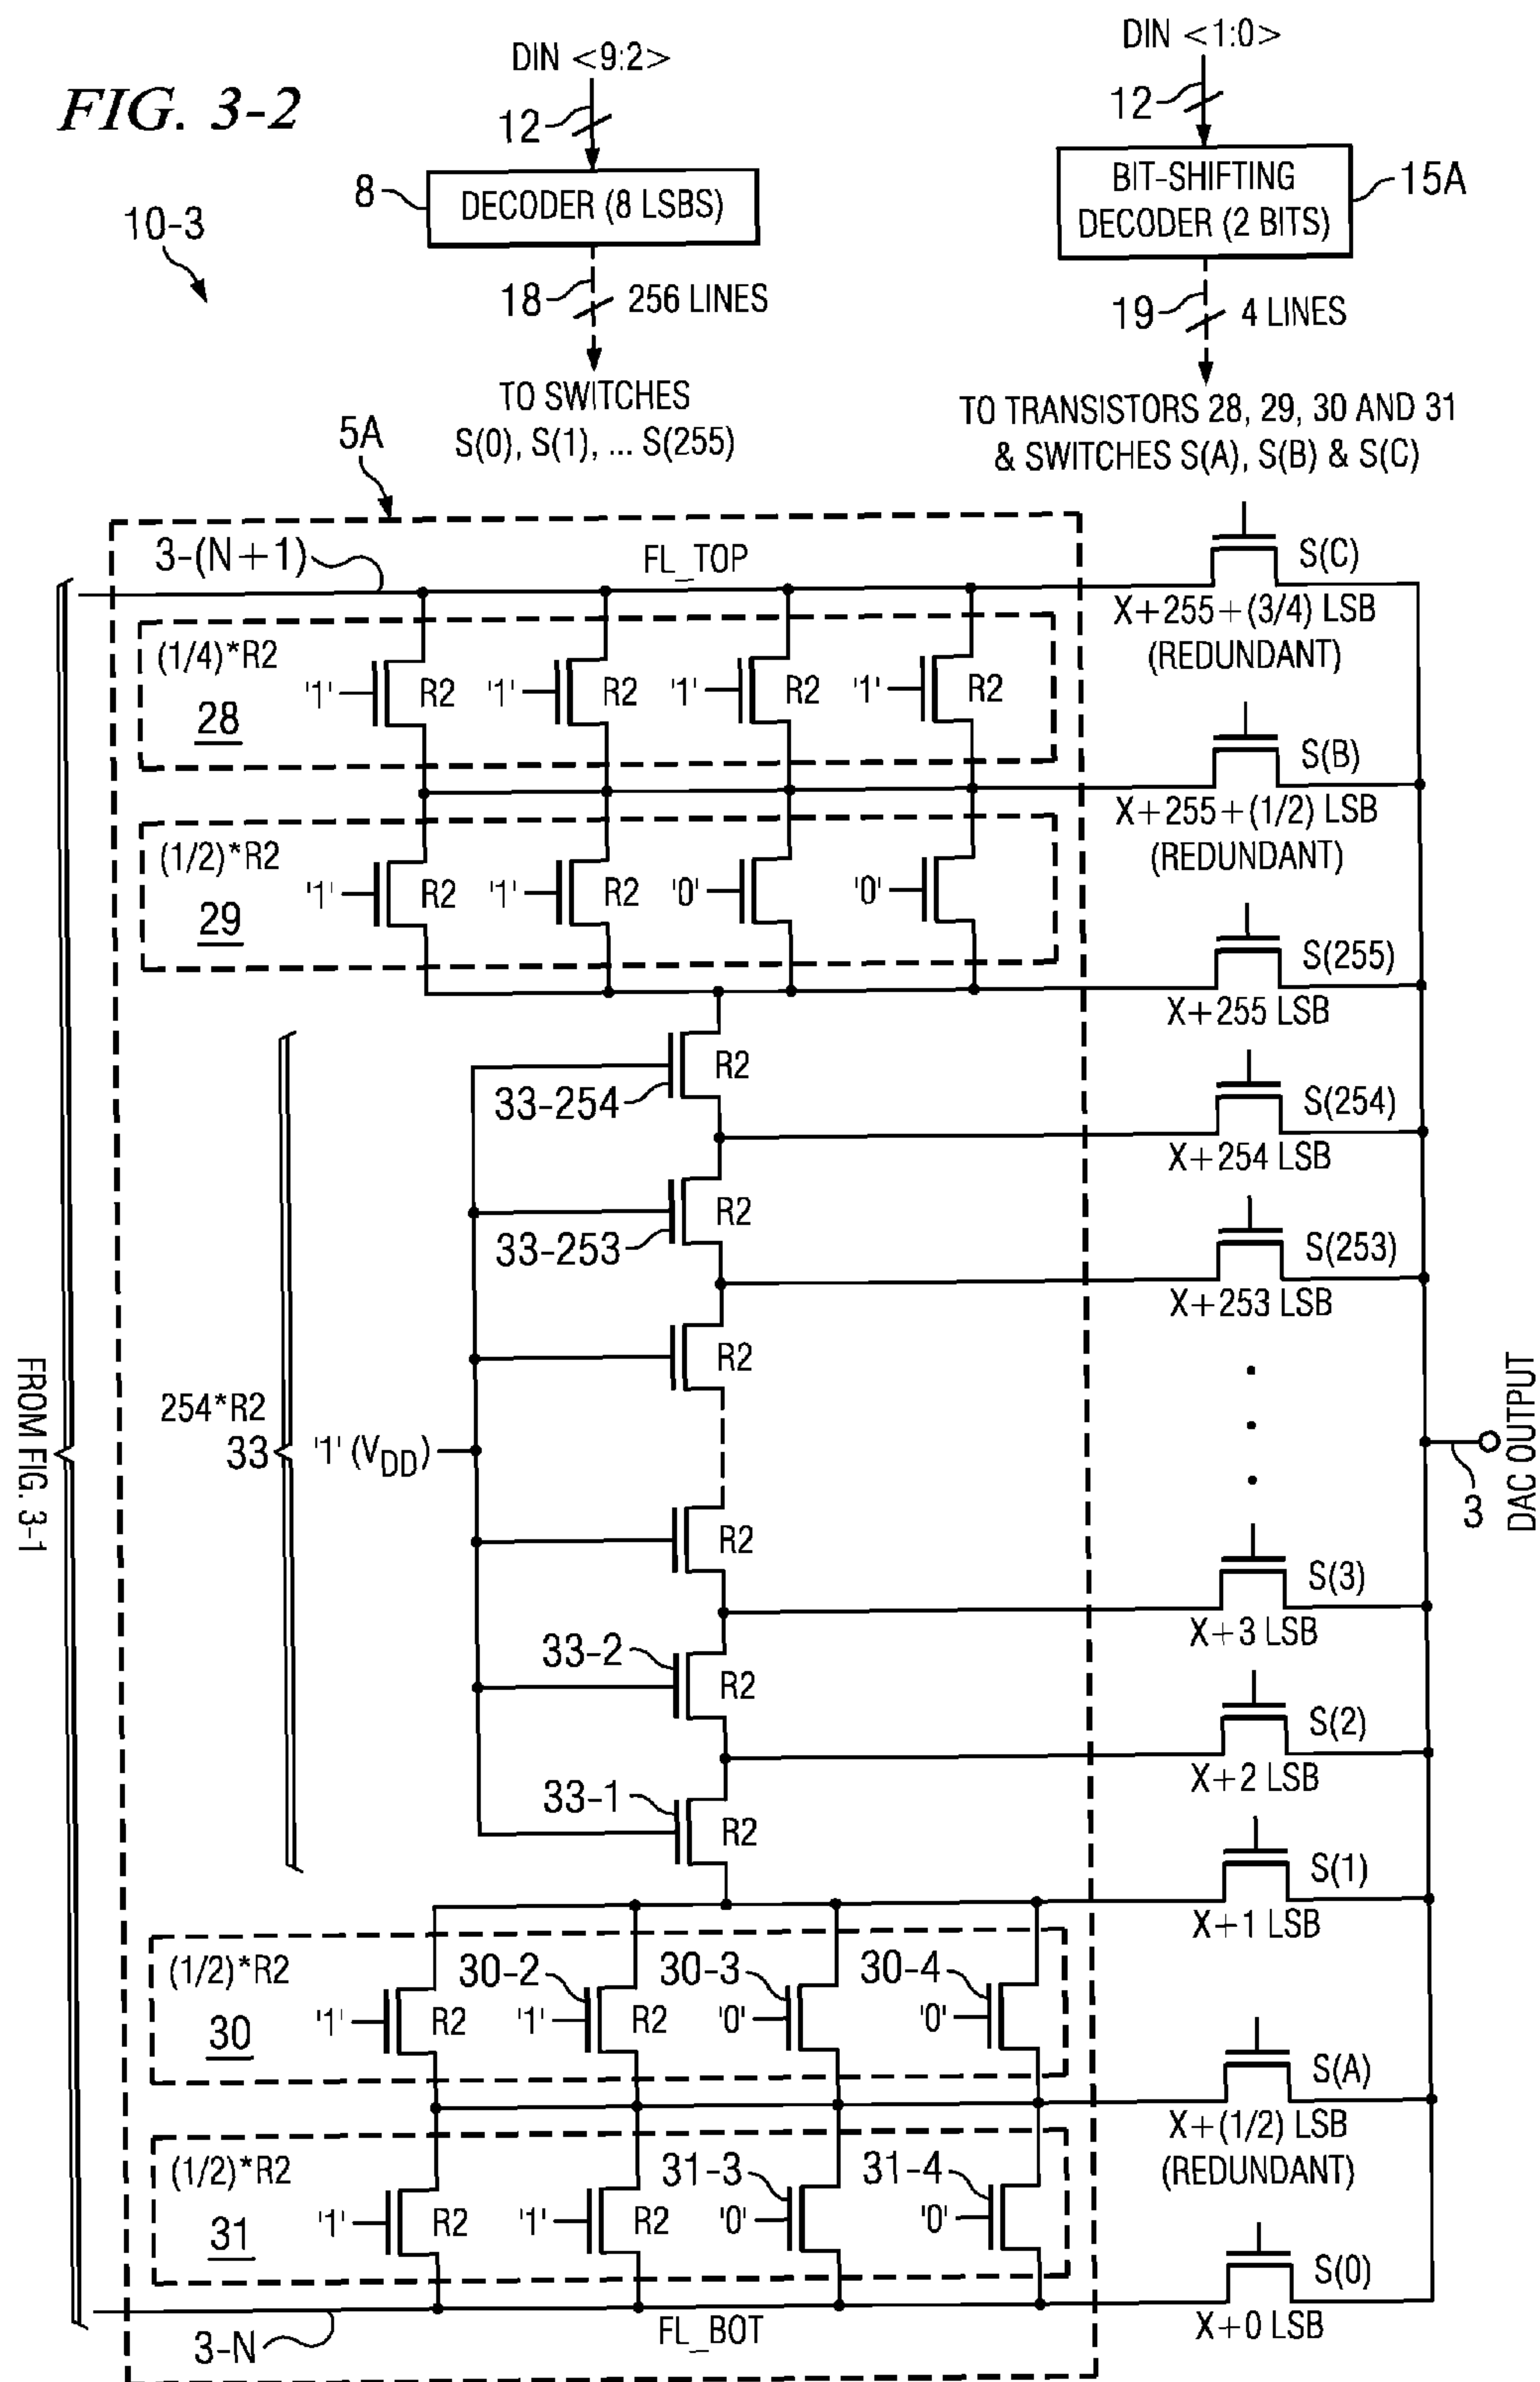 FIG. 3-2
10-3
DIN <9:2>
12
8
DECODER (8 LSBS)
18
256 LINES
TO SWITCHES
S(0), S(1), ... S(255)
DIN <1:0>
12
BIT-SHIFTING
DECODER (2 BITS)
15A
19
4 LINES
TO TRANSISTORS 28, 29, 30 AND 31
& SWITCHES S(A), S(B) & S(C)
5A
3-(N+1)
FL_TOP
S(C)
X+255+(3/4) LSB
(REDUNDANT)
(1/4)*R2
28
'1' R2 '1' R2 '1' R2 '1' R2
S(B)
X+255+(1/2) LSB
(REDUNDANT)
(1/2)*R2
29
'1' R2 '1' R2 '0' '0'
S(255)
X+255 LSB
R2
33-254
S(254)
X+254 LSB
R2
33-253
S(253)
X+253 LSB
R2
FROM FIG. 3-1
254*R2
33
'1' (VDD)
3
DAC OUTPUT
R2
S(3)
X+3 LSB
33-2
R2
S(2)
X+2 LSB
33-1
R2
S(1)
X+1 LSB
(1/2)*R2
30
30-2 30-3 30-4
'1' R2 '1' R2 '0' '0'
S(A)
X+(1/2) LSB
(REDUNDANT)
(1/2)*R2
31
31-3 31-4
'1' R2 '1' R2 '0' '0'
S(0)
X+0 LSB
3-N
FL_BOT